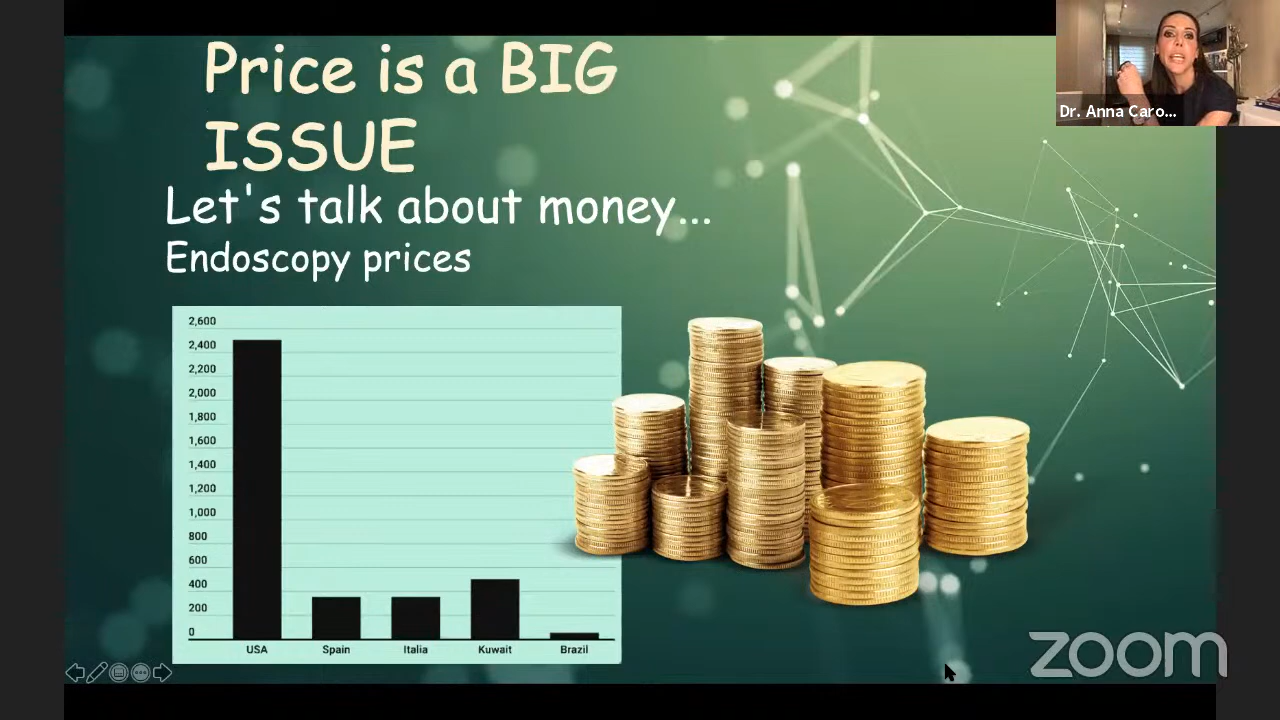 Price is a BIG
ISSUE
Let's talk about money...
Endoscopy prices
Dr. Anna Caro...
2,600
2,400
2,200
2,000
1,800
1,600
1,400
1,200
1,000
800
600
400
200
0
USA Spain Italia Kuwait Brazil
zoom